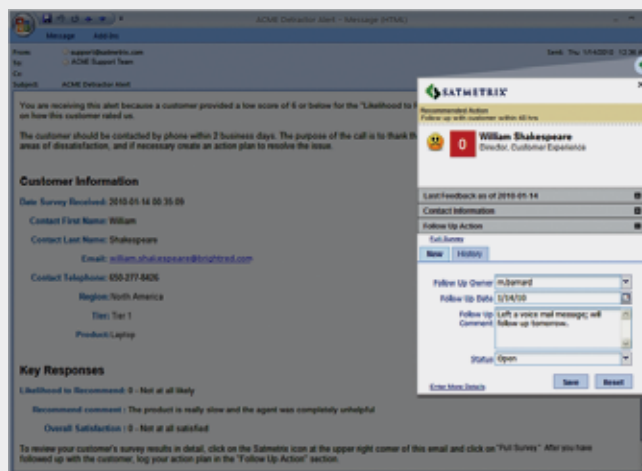 ACME Detractor Alert - Message (HTML)
Message Add-Ins
From: support@satmetrix.com
Sent: Thu 1/14/2010 12:36 A
To: ACME Support Team
Cc:
Subject: ACME Detractor Alert
You are receiving this alert because a customer provided a low score of 6 or below for the "Likelihood to
on how this customer rated us.
The customer should be contacted by phone within 2 business days. The purpose of the call is to thank
areas of dissatisfaction, and if necessary create an action plan to resolve the issue.
Customer Information
Date Survey Received: 2010-01-14 00:35:09
Contact First Name: William
Contact Last Name: Shakespeare
Email: william.shakespeare@brightred.com
Contact Telephone: 650-277-8426
Region: North America
Tier: Tier 1
Product: Laptop
Key Responses
Likelihood to Recommend: 0 - Not at all likely
Recommend comment : The product is really slow and the agent was completely unhelpful
Overall Satisfaction : 0 - Not at all satisfied
To review your customer's survey results in detail, click on the Satmetrix icon at the upper right corner of this email and click on "Full Survey." After you have
followed up with the customer, log your action plan in the "Follow Up Action" section.
SATMETRIX
Recommended Action
Follow up with customer within 48 hrs
0
William Shakespeare
Director, Customer Experience
Last Feedback as of 2010-01-14
Contact Information
Follow Up Action
Full Survey
New History
Follow Up Owner m.barnard
Follow Up Date 1/14/10
Follow Up Comment Left a voice mail message; will
follow up tomorrow.
Status Open
Enter More Details Save Reset